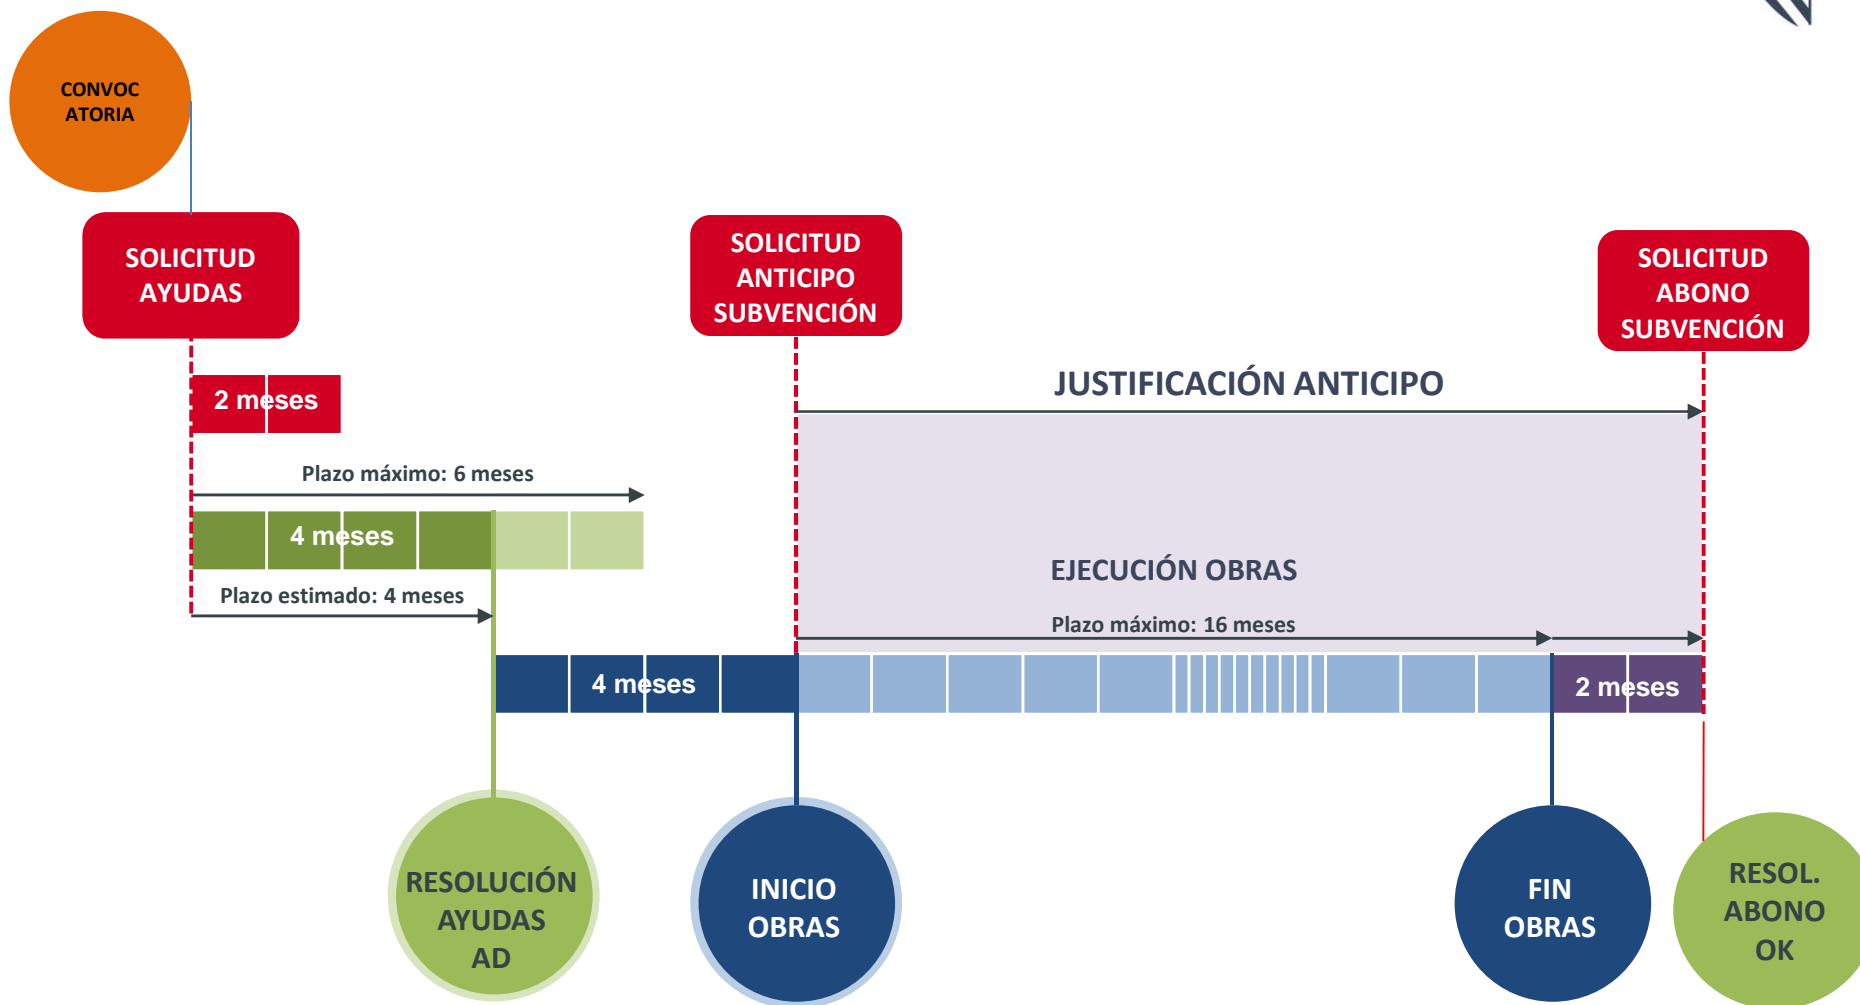 CONVOC
ATORIA
SOLICITUD
AYUDAS
SOLICITUD
ANTICIPO
SUBVENCIÓN
SOLICITUD
ABONO
SUBVENCIÓN
JUSTIFICACIÓN ANTICIPO
2 meses
Plazo máximo: 6 meses
4 meses
Plazo estimado: 4 meses
EJECUCIÓN OBRAS
Plazo máximo: 16 meses
4 meses
2 meses
RESOLUCIÓN
AYUDAS
AD
INICIO
OBRAS
FIN
OBRAS
RESOL.
ABONO
OK